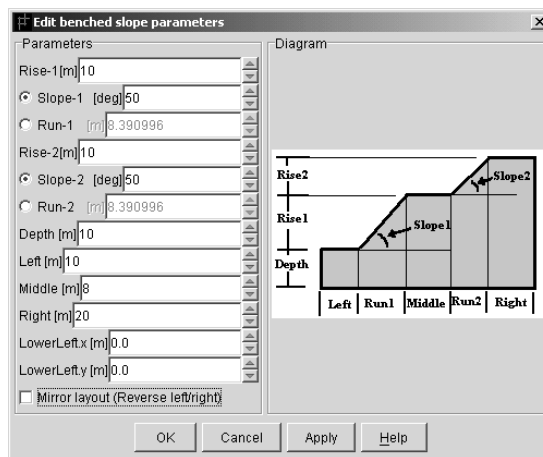 Edit benched slope parameters
Parameters
Rise-1[m] 10
Slope-1 [deg] 50
Run-1 [m] 8.390996
Rise-2[m] 10
Slope-2 [deg] 50
Run-2 [m] 8.390996
Depth [m] 10
Left [m] 10
Middle [m] 8
Right [m] 20
LowerLeft.x [m] 0.0
LowerLeft.y [m] 0.0
Mirror layout (Reverse left/right)
Diagram
Rise2
Slope2
Rise1
Slope1
Depth
Left Run1 Middle Run2 Right
OK Cancel Apply Help